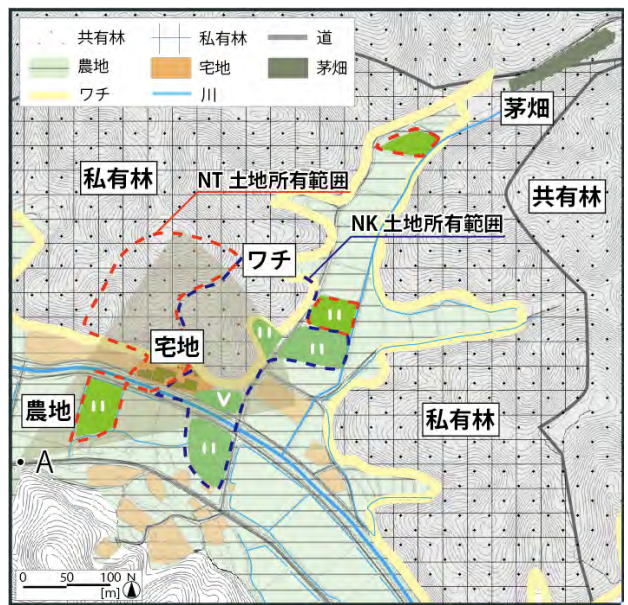 共有林 私有林 道
農地 宅地 茅畑
ワチ 川
茅畑
私有林
NT 土地所有範囲
共有林
NK 土地所有範囲
ワチ
宅地
農地
私有林
・A
0 50 100 N
[m]